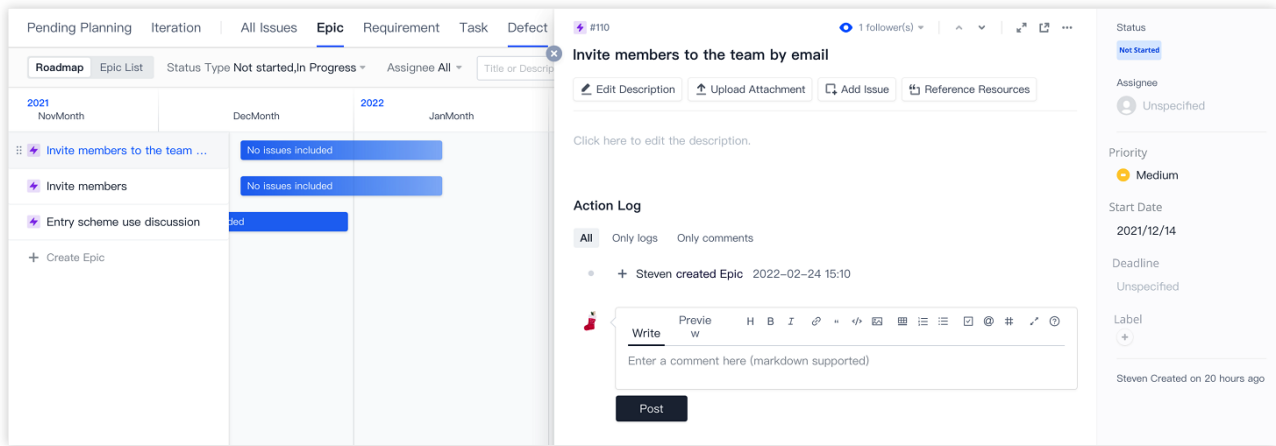 Pending Planning Iteration All Issues Epic Requirement Task Defect
Roadmap Epic List Status Type Not started,In Progress Assignee All Title or Descrip
2021 2022
NovMonth DecMonth JanMonth
Invite members to the team ... No issues included
Invite members No issues included
Entry scheme use discussion ded
+ Create Epic
#110 1 follower(s)
Invite members to the team by email
Edit Description Upload Attachment Add Issue Reference Resources
Click here to edit the description.
Action Log
All Only logs Only comments
+ Steven created Epic 2022-02-24 15:10
Write Previe
w
H B I
Enter a comment here (markdown supported)
Post
Status
Not Started
Assignee
Unspecified
Priority
Medium
Start Date
2021/12/14
Deadline
Unspecified
Label
+
Steven Created on 20 hours ago